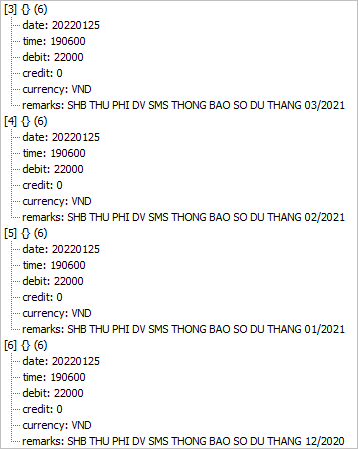 [3] {} (6)
date: 20220125
time: 190600
debit: 22000
credit: 0
currency: VND
remarks: SHB THU PHI DV SMS THONG BAO SO DU THANG 03/2021
[4] {} (6)
date: 20220125
time: 190600
debit: 22000
credit: 0
currency: VND
remarks: SHB THU PHI DV SMS THONG BAO SO DU THANG 02/2021
[5] {} (6)
date: 20220125
time: 190600
debit: 22000
credit: 0
currency: VND
remarks: SHB THU PHI DV SMS THONG BAO SO DU THANG 01/2021
[6] {} (6)
date: 20220125
time: 190600
debit: 22000
credit: 0
currency: VND
remarks: SHB THU PHI DV SMS THONG BAO SO DU THANG 12/2020